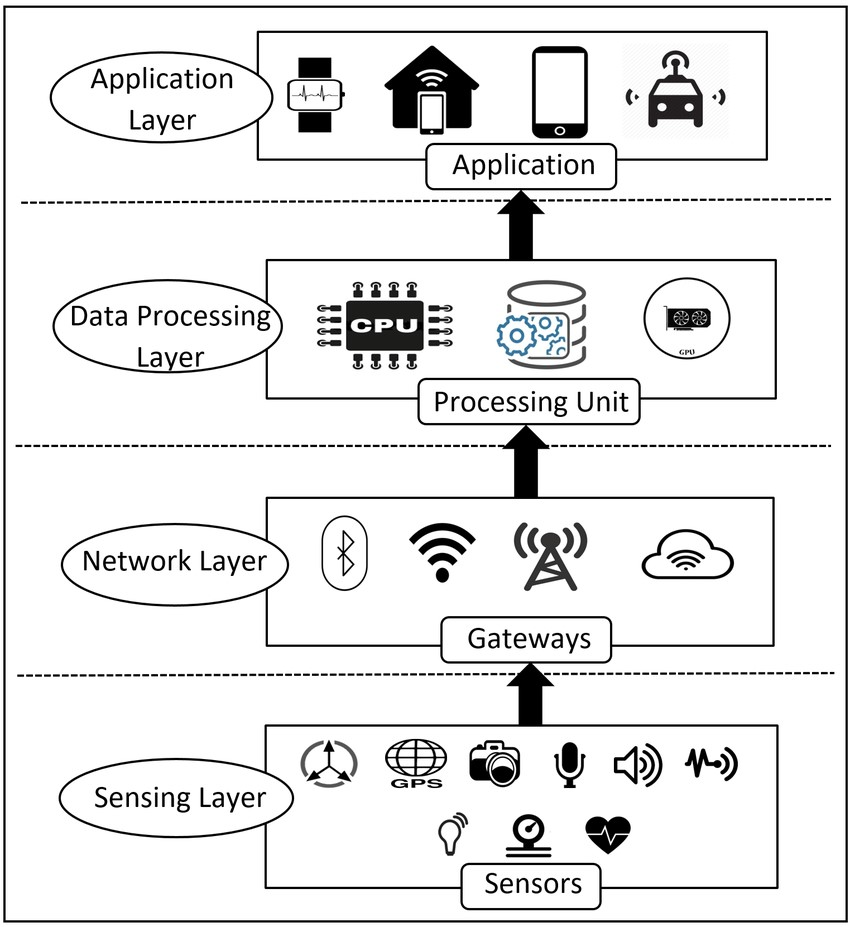 Application
Layer
Application
Data Processing
Layer
CPU
GPU
Processing Unit
Network Layer
Gateways
GPS
Sensing Layer
Sensors